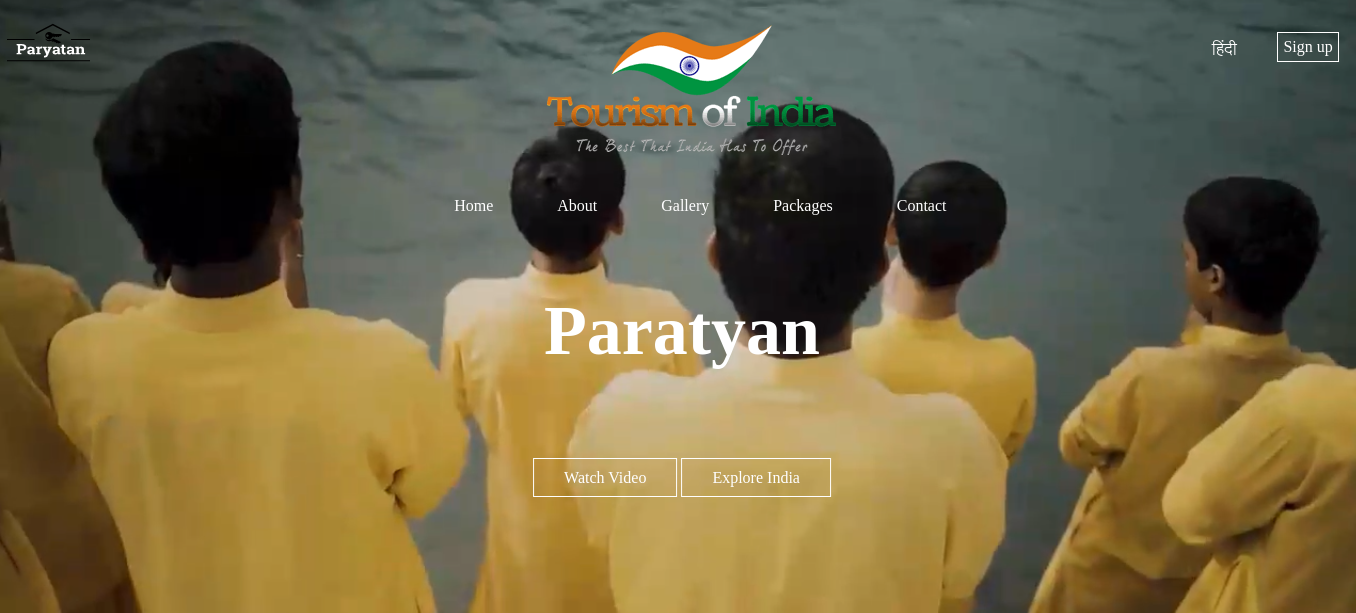 Paryatan
हिंदी
Sign up
Tourism of India
The Best That India Has To Offer
Home About Gallery Packages Contact
Paratyan
Watch Video Explore India